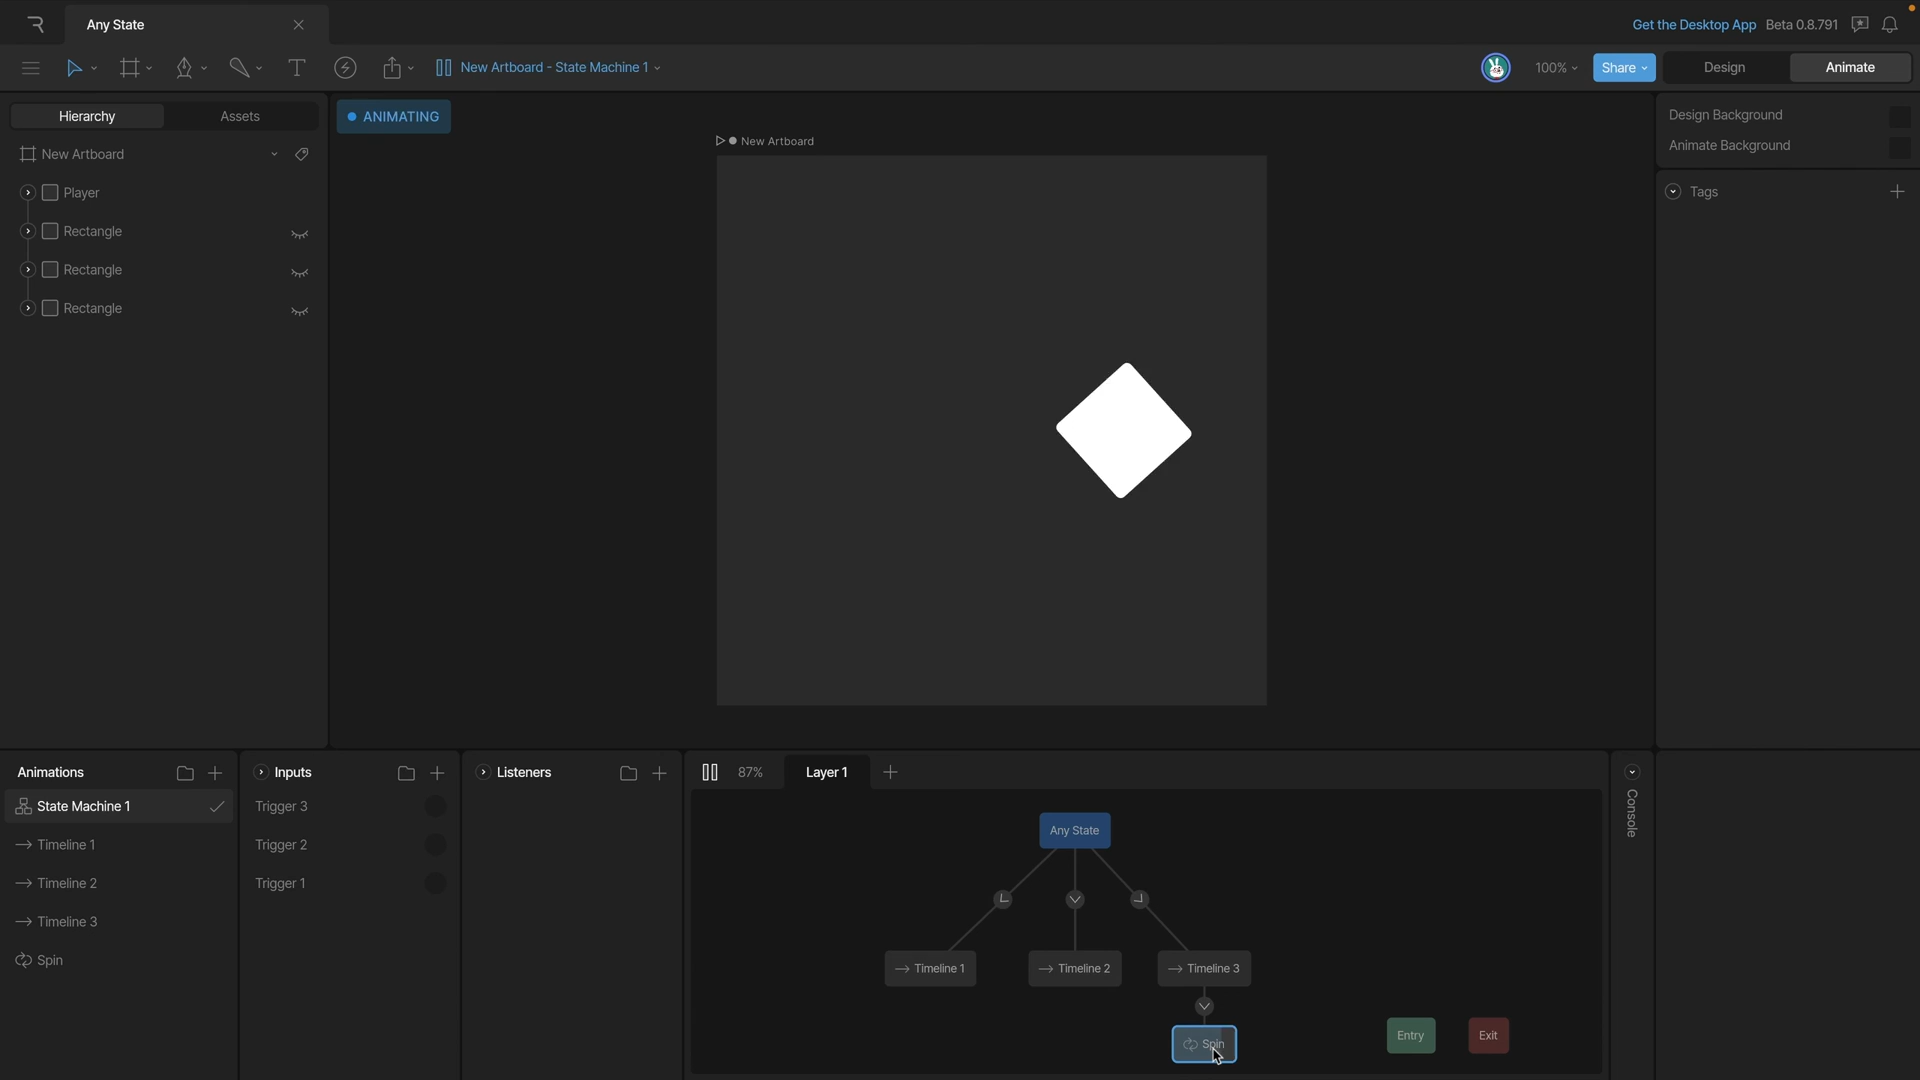 Any State
Get the Desktop App Beta 0.8.791
New Artboard - State Machine 1
100%
Share
Design
Animate
Hierarchy
Assets
ANIMATING
New Artboard
Design Background
New Artboard
Animate Background
Player
Tags
Rectangle
Rectangle
Rectangle
Animations
Inputs
Listeners
87%
Layer 1
State Machine 1
Trigger 3
Console
Timeline 1
Trigger 2
Any State
Timeline 2
Trigger 1
Timeline 3
Spin
Timeline 1
Timeline 2
Timeline 3
Spin
Entry
Exit